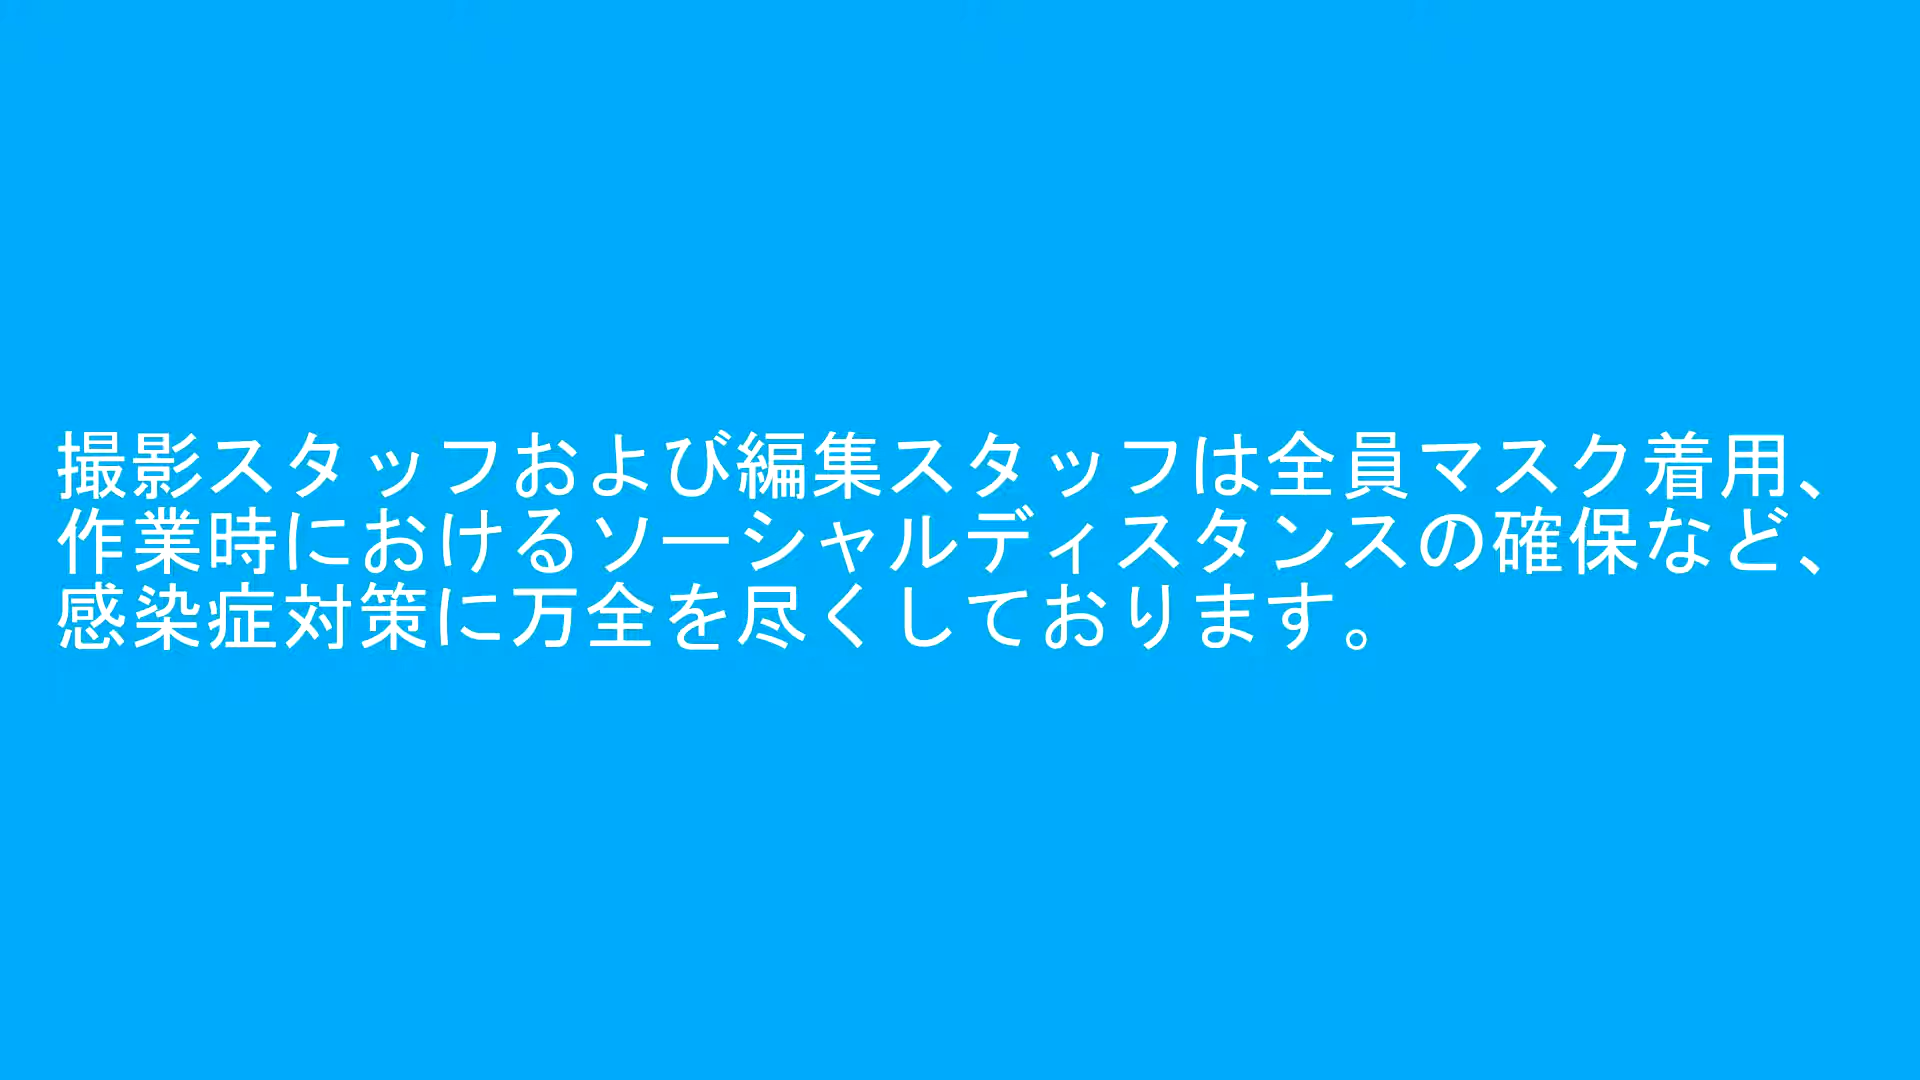 撮影スタッフおよび編集スタッフは全員マスク着用、
作業時におけるソーシャルディスタンスの確保など、
感染症対策に万全を尽くしております。